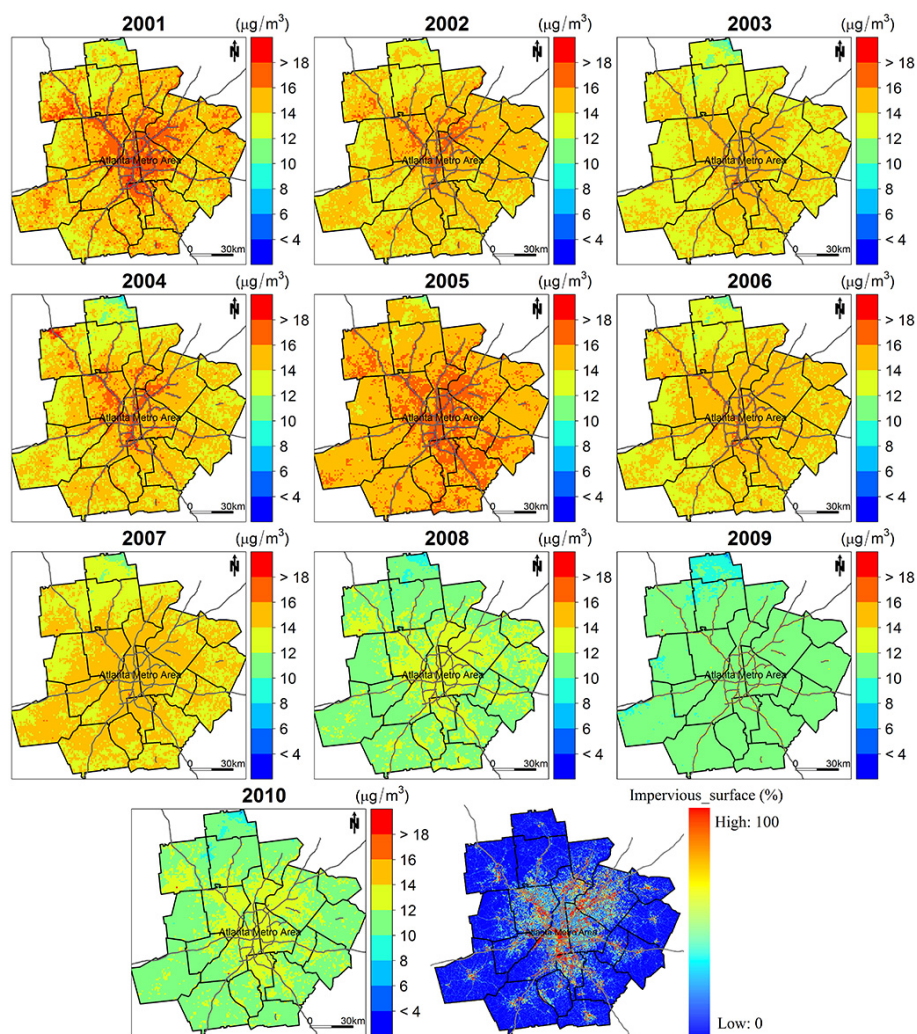 2001 (μg/m³) 2002 (μg/m³) 2003 (μg/m³)
N N N
> 18 > 18 > 18
16 16 16
14 14 14
12 12 12
Atlanta Metro Area Atlanta Metro Area Atlanta Metro Area
10 10 10
8 8 8
6 6 6
< 4 < 4 < 4
0 30km 0 30km 0 30km
2004 (μg/m³) 2005 (μg/m³) 2006 (μg/m³)
N N N
> 18 > 18 > 18
16 16 16
14 14 14
12 12 12
Atlanta Metro Area Atlanta Metro Area Atlanta Metro Area
10 10 10
8 8 8
6 6 6
< 4 < 4 < 4
0 30km 0 30km 0 30km
2007 (μg/m³) 2008 (μg/m³) 2009 (μg/m³)
N N N
> 18 > 18 > 18
16 16 16
14 14 14
12 12 12
Atlanta Metro Area Atlanta Metro Area Atlanta Metro Area
10 10 10
8 8 8
6 6 6
< 4 < 4 < 4
0 30km 0 30km 0 30km
2010 (μg/m³) Impervious_surface (%)
N
> 18 High: 100
16
14
12
Atlanta Metro Area Atlanta Metro Area
10
8
6
< 4 Low: 0
0 30km